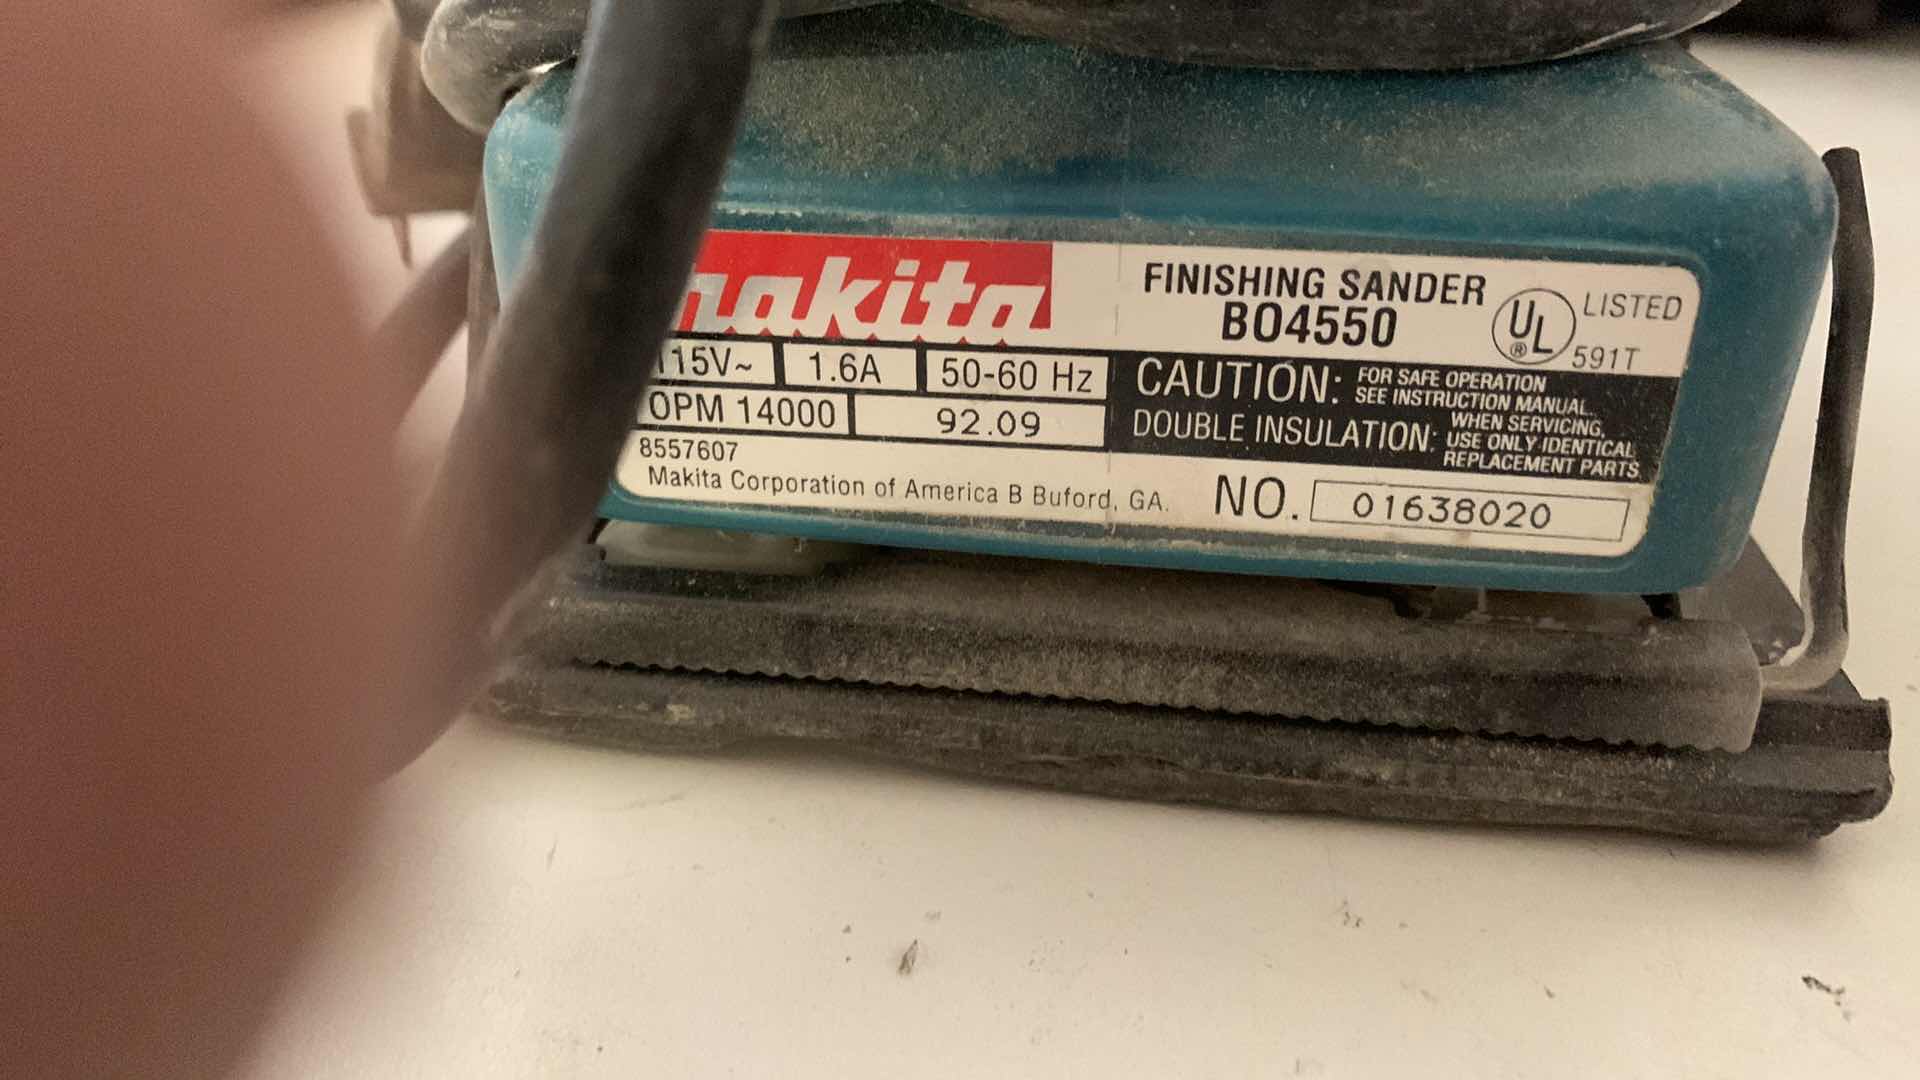 makita
FINISHING SANDER
BO4550
UL
®
LISTED
591T
115V~
1.6A
50-60 Hz
OPM 14000
92.09
CAUTION: FOR SAFE OPERATION
SEE INSTRUCTION MANUAL.
DOUBLE INSULATION: WHEN SERVICING,
USE ONLY IDENTICAL
REPLACEMENT PARTS.
8557607
Makita Corporation of America B Buford, GA.
NO. 01638020